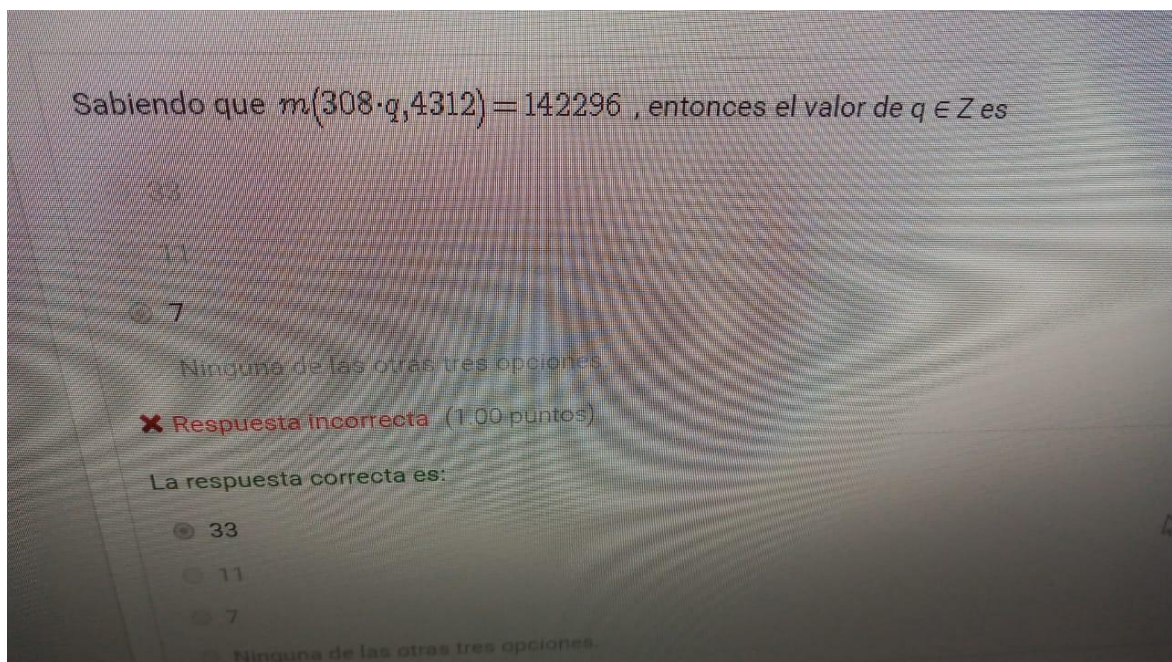 Sabiendo que m(308·q,4312)=142296 , entonces el valor de q ∈ Z es
33
11
7
Ninguna de las otras tres opciones.
✖ Respuesta incorrecta (1.00 puntos)
La respuesta correcta es:
33
11
7
Ninguna de las otras tres opciones.